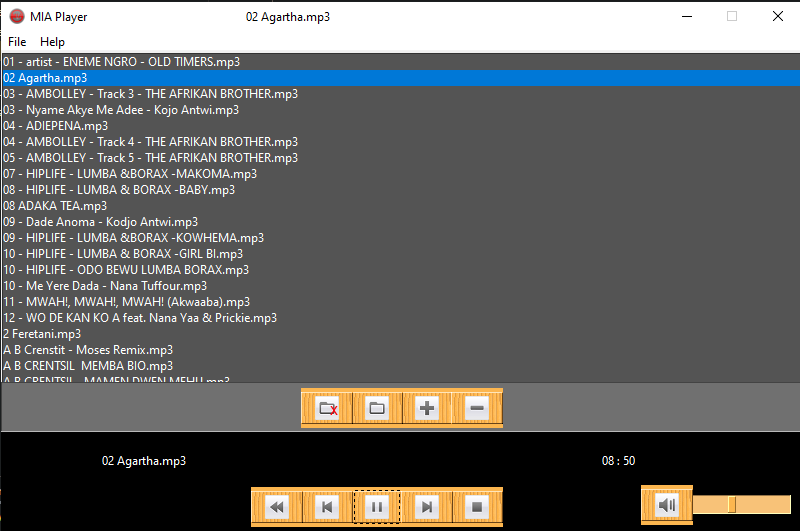 MIA Player 02 Agartha.mp3
File Help
01 - artist - ENEME NGRO - OLD TIMERS.mp3
02 Agartha.mp3
03 - AMBOLLEY - Track 3 - THE AFRIKAN BROTHER.mp3
03 - Nyame Akye Me Adee - Kojo Antwi.mp3
04 - ADIEPENA.mp3
04 - AMBOLLEY - Track 4 - THE AFRIKAN BROTHER.mp3
05 - AMBOLLEY - Track 5 - THE AFRIKAN BROTHER.mp3
07 - HIPLIFE - LUMBA &BORAX -MAKOMA.mp3
08 - HIPLIFE - LUMBA & BORAX -BABY.mp3
08 ADAKA TEA.mp3
09 - Dade Anoma - Kodjo Antwi.mp3
09 - HIPLIFE - LUMBA &BORAX -KOWHEMA.mp3
10 - HIPLIFE - LUMBA & BORAX -GIRL BI.mp3
10 - HIPLIFE - ODO BEWU LUMBA BORAX.mp3
10 - Me Yere Dada - Nana Tuffour.mp3
11 - MWAH!, MWAH!, MWAH! (Akwaaba).mp3
12 - WO DE KAN KO A feat. Nana Yaa & Prickie.mp3
2 Feretani.mp3
A B Crenstit - Moses Remix.mp3
A B CRENTSIL  MEMBA BIO.mp3
A B CRENTSIL - MAMEN DWEN MEHU.mp3
02 Agartha.mp3 08 : 50